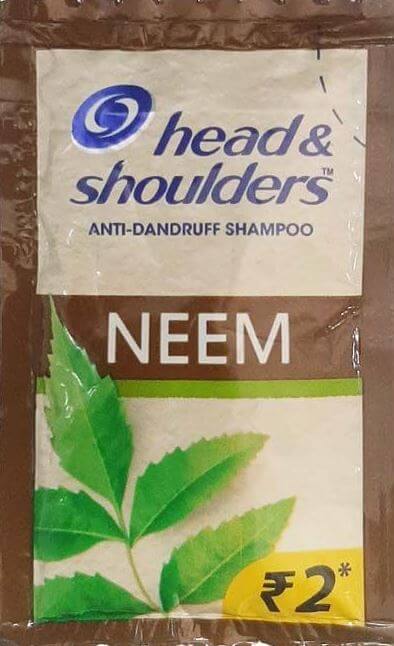 head &
shoulders™
ANTI-DANDRUFF SHAMPOO
NEEM
₹2*